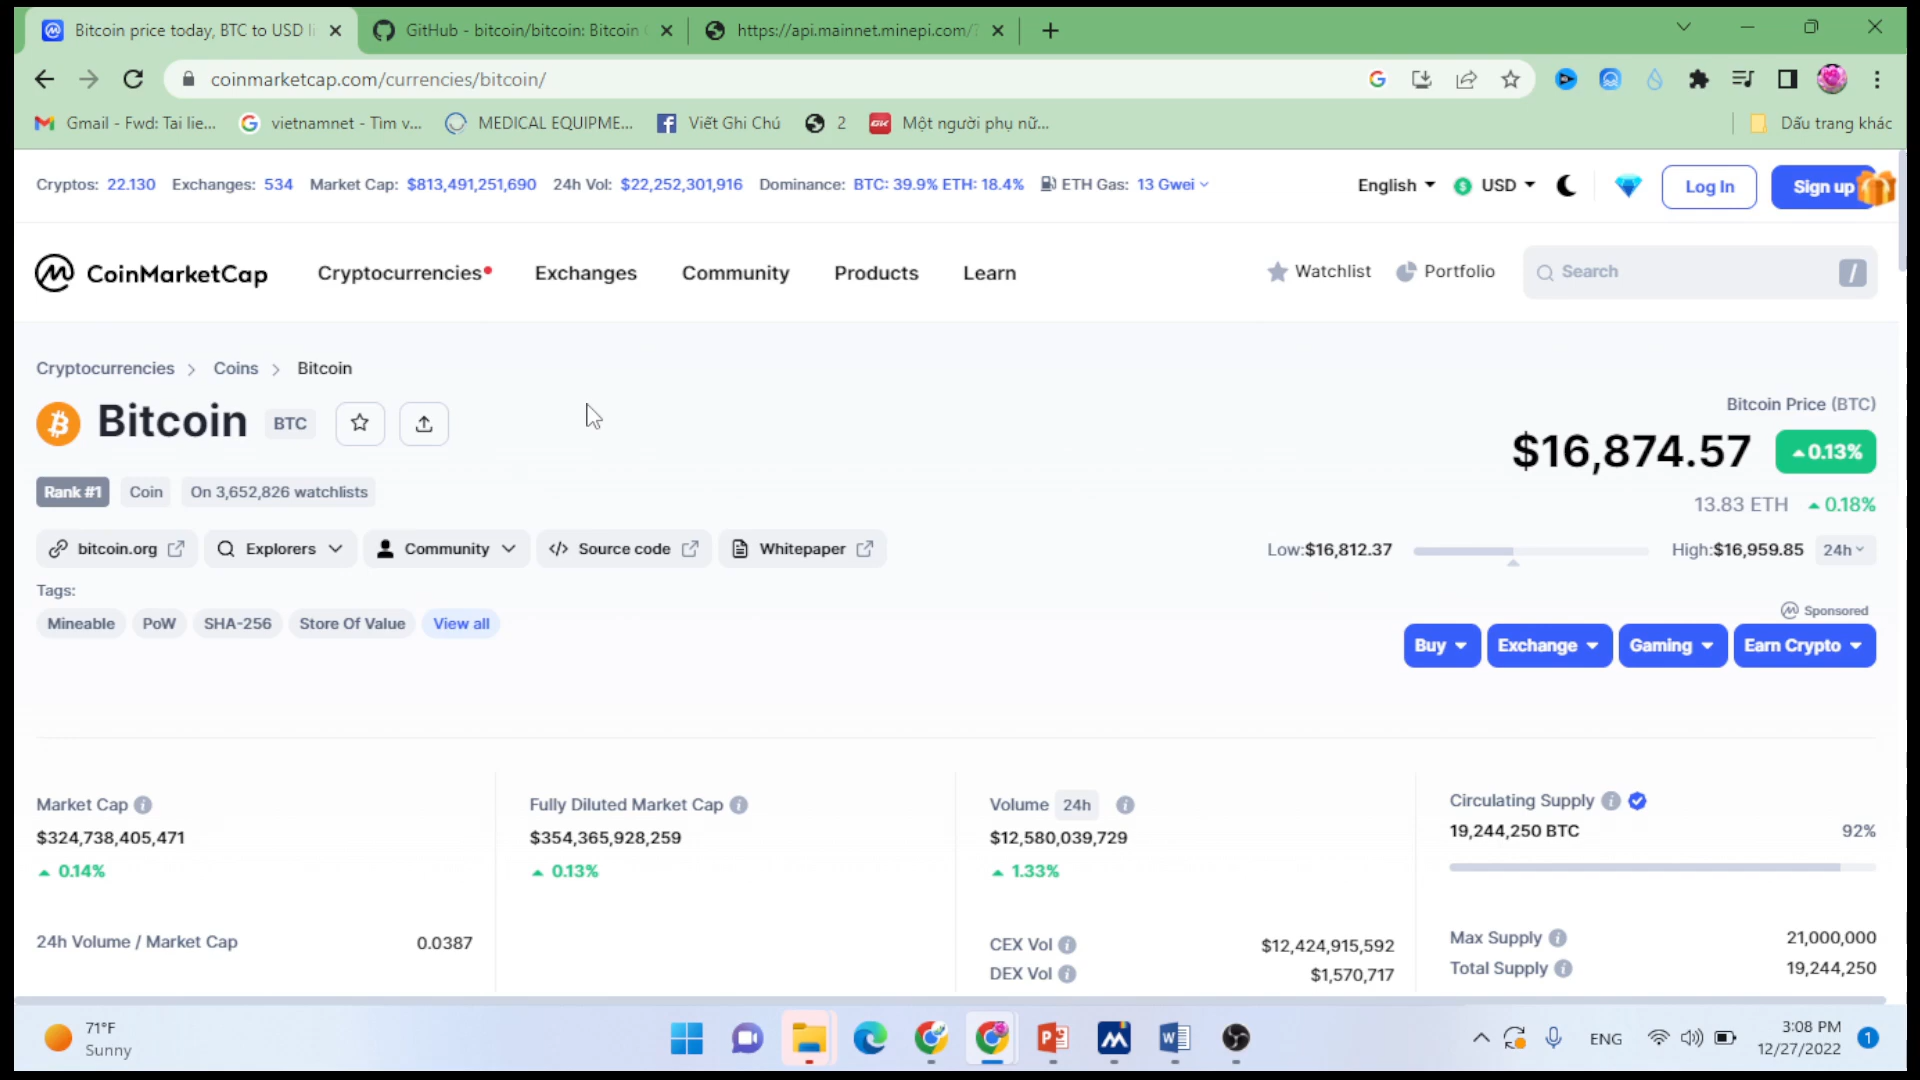 Bitcoin price today, BTC to USD li
GitHub - bitcoin/bitcoin: Bitcoin
https://api.mainnet.minepi.com/
coinmarketcap.com/currencies/bitcoin/
Gmail - Fwd: Tai lie...
vietnamnet - Tìm v...
MEDICAL EQUIPME...
Viết Ghi Chú
2
Một người phụ nữ...
Dấu trang khác
Cryptos: 22.130 Exchanges: 534 Market Cap: $813,491,251,690 24h Vol: $22,252,301,916 Dominance: BTC: 39.9% ETH: 18.4% ETH Gas: 13 Gwei
English USD Log In Sign up
CoinMarketCap Cryptocurrencies Exchanges Community Products Learn
Watchlist Portfolio Search /
Cryptocurrencies > Coins > Bitcoin
Bitcoin BTC
Bitcoin Price (BTC)
$16,874.57 0.13%
13.83 ETH 0.18%
Rank #1 Coin On 3,652,826 watchlists
bitcoin.org Explorers Community </> Source code Whitepaper
Low:$16,812.37 High:$16,959.85 24h
Tags:
Mineable PoW SHA-256 Store Of Value View all
Sponsored
Buy Exchange Gaming Earn Crypto
Market Cap
$324,738,405,471
0.14%
24h Volume / Market Cap 0.0387
Fully Diluted Market Cap
$354,365,928,259
0.13%
Volume 24h
$12,580,039,729
1.33%
CEX Vol $12,424,915,592
DEX Vol $1,570,717
Circulating Supply
19,244,250 BTC 92%
Max Supply 21,000,000
Total Supply 19,244,250
71°F
Sunny
ENG
3:08 PM
12/27/2022
1